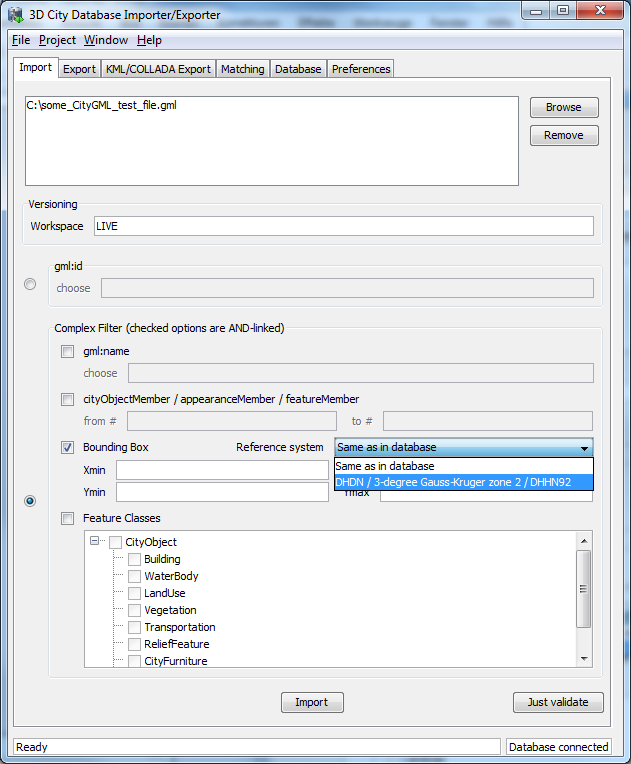 3D City Database Importer/Exporter
File Project Window Help
Import Export KML/COLLADA Export Matching Database Preferences
C:\some_CityGML_test_file.gml
Browse
Remove
Versioning
Workspace LIVE
gml:id
choose
Complex Filter (checked options are AND-linked)
gml:name
choose
cityObjectMember / appearanceMember / featureMember
from # to #
Bounding Box Reference system Same as in database
Same as in database
Xmin
DHDN / 3-degree Gauss-Kruger zone 2 / DHHN92
Ymin Ymax
Feature Classes
CityObject
Building
WaterBody
LandUse
Vegetation
Transportation
ReliefFeature
CityFurniture
Import Just validate
Ready Database connected